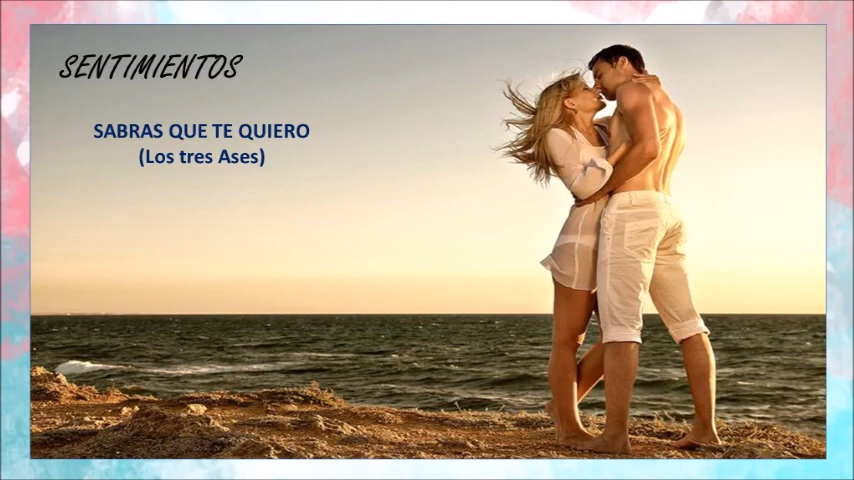 SENTIMIENTOS
SABRAS QUE TE QUIERO
(Los tres Ases)